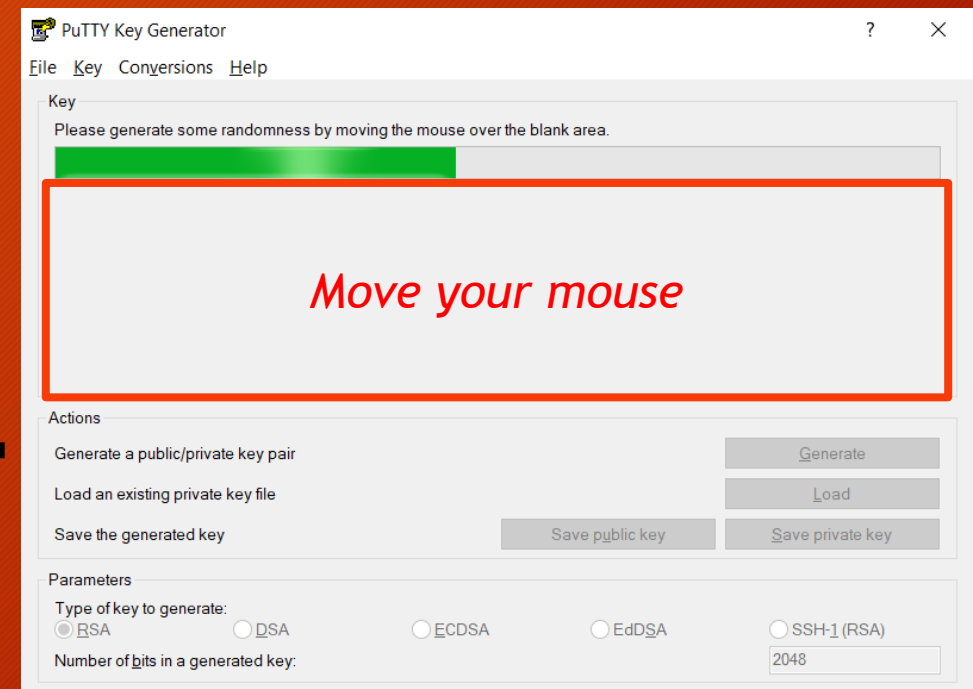 PuTTY Key Generator ?
File Key Conversions Help
Key
Please generate some randomness by moving the mouse over the blank area.
Move your mouse
Actions
Generate a public/private key pair Generate
Load an existing private key file Load
Save the generated key Save public key Save private key
Parameters
Type of key to generate:
RSA DSA ECDSA EdDSA SSH-1 (RSA)
Number of bits in a generated key: 2048